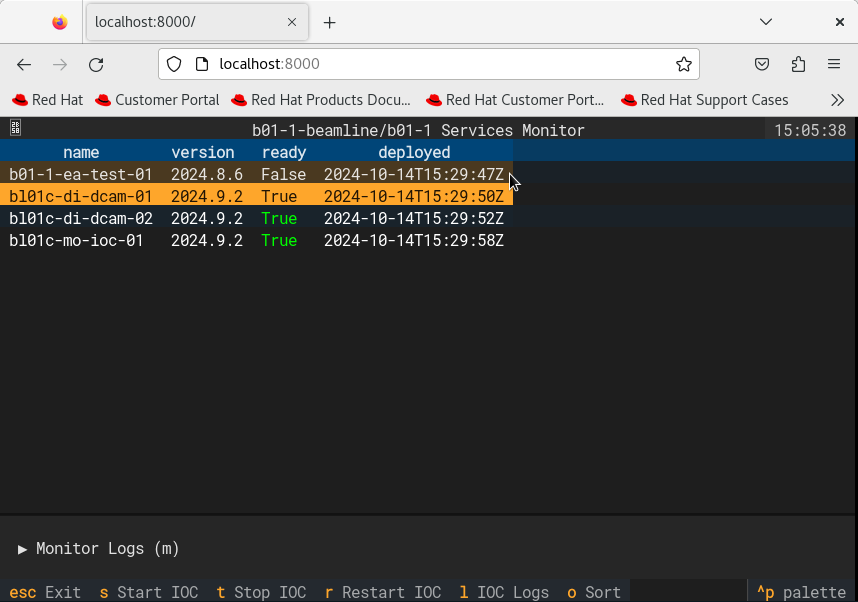 localhost:8000/
localhost:8000
Red Hat Customer Portal Red Hat Products Docu... Red Hat Customer Port... Red Hat Support Cases
b01-1-beamline/b01-1 Services Monitor 15:05:38
name version ready deployed
b01-1-ea-test-01 2024.8.6 False 2024-10-14T15:29:47Z
bl01c-di-dcam-01 2024.9.2 True 2024-10-14T15:29:50Z
bl01c-di-dcam-02 2024.9.2 True 2024-10-14T15:29:52Z
bl01c-mo-ioc-01 2024.9.2 True 2024-10-14T15:29:58Z
▶ Monitor Logs (m)
esc Exit s Start IOC t Stop IOC r Restart IOC l IOC Logs o Sort ^p palette